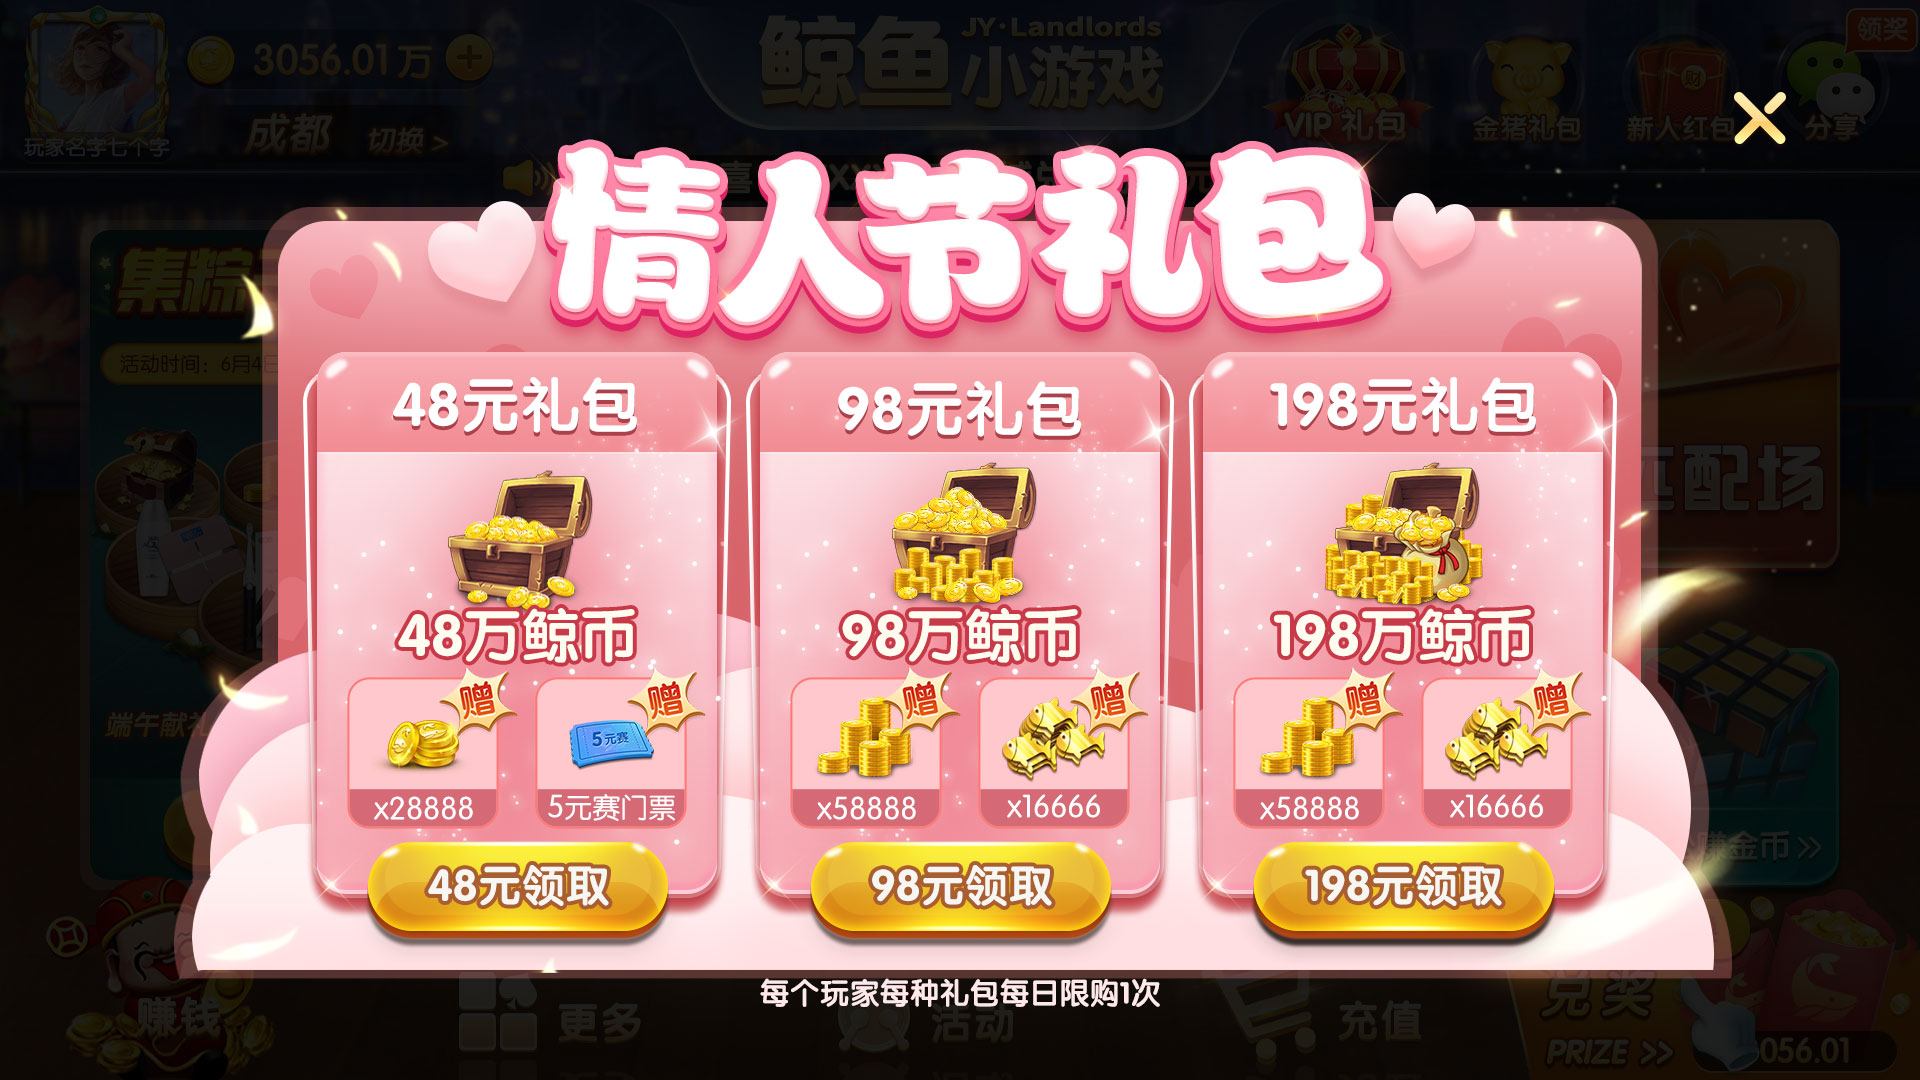 3056.01万
JY·Landlords
鲸鱼
小游戏
领奖
成都 切换 >
玩家名字七个字
VIP 礼包
金猪礼包
新人红包
分享
情人节礼包
集粽
活动时间：6月4日
48元礼包
98元礼包
198元礼包
匹配场
48万鲸币
98万鲸币
198万鲸币
赠
赠
赠
赠
赠
赠
5元赛
x28888
5元赛门票
x58888
x16666
x58888
x16666
端午献礼
赚金币 >>
48元领取
98元领取
198元领取
每个玩家每种礼包每日限购1次
赚钱
更多
活动
充值
兑奖
PRIZE >>
056.01